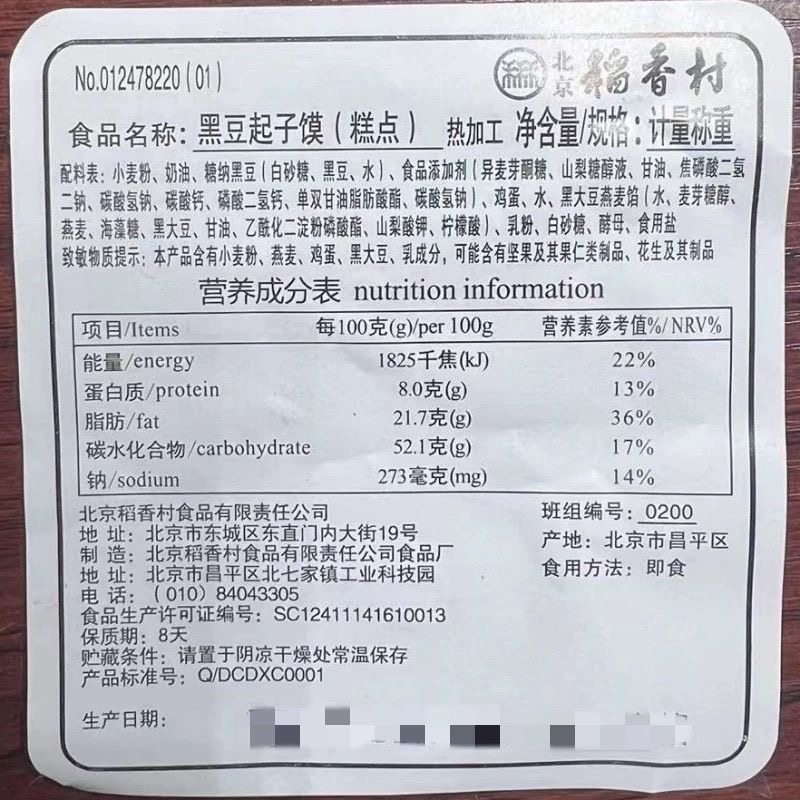 No.012478220(01)
北京 稻香村
食品名称：黑豆起子馍（糕点） 热加工 净含量/规格：计量称重
配料表：小麦粉、奶油、糖纳黑豆（白砂糖、黑豆、水）、食品添加剂（异麦芽酮糖、山梨糖醇液、甘油、焦磷酸二氢
二钠、碳酸氢钠、碳酸钙、磷酸二氢钙、单双甘油脂肪酸酯、碳酸氢钠）、鸡蛋、水、黑大豆燕麦馅（水、麦芽糖醇、
燕麦、海藻糖、黑大豆、甘油、乙酰化二淀粉磷酸酯、山梨酸钾、柠檬酸）、乳粉、白砂糖、酵母、食用盐
致敏物质提示：本产品含有小麦粉、燕麦、鸡蛋、黑大豆、乳成分，可能含有坚果及其果仁类制品、花生及其制品
营养成分表 nutrition information
项目/Items 每100克(g)/per 100g 营养素参考值%/NRV%
能量/energy 1825千焦(kJ) 22%
蛋白质/protein 8.0克(g) 13%
脂肪/fat 21.7克(g) 36%
碳水化合物/carbohydrate 52.1克(g) 17%
钠/sodium 273毫克(mg) 14%
北京稻香村食品有限责任公司 班组编号：0200
地 址：北京市东城区东直门内大街19号 产地：北京市昌平区
制 造：北京稻香村食品有限责任公司食品厂 食用方法：即食
地 址：北京市昌平区北七家镇工业科技园
电 话：（010）84043305
食品生产许可证编号：SC12411141610013
保质期：8天
贮藏条件：请置于阴凉干燥处常温保存
产品标准号：Q/DCDXC0001
生产日期：